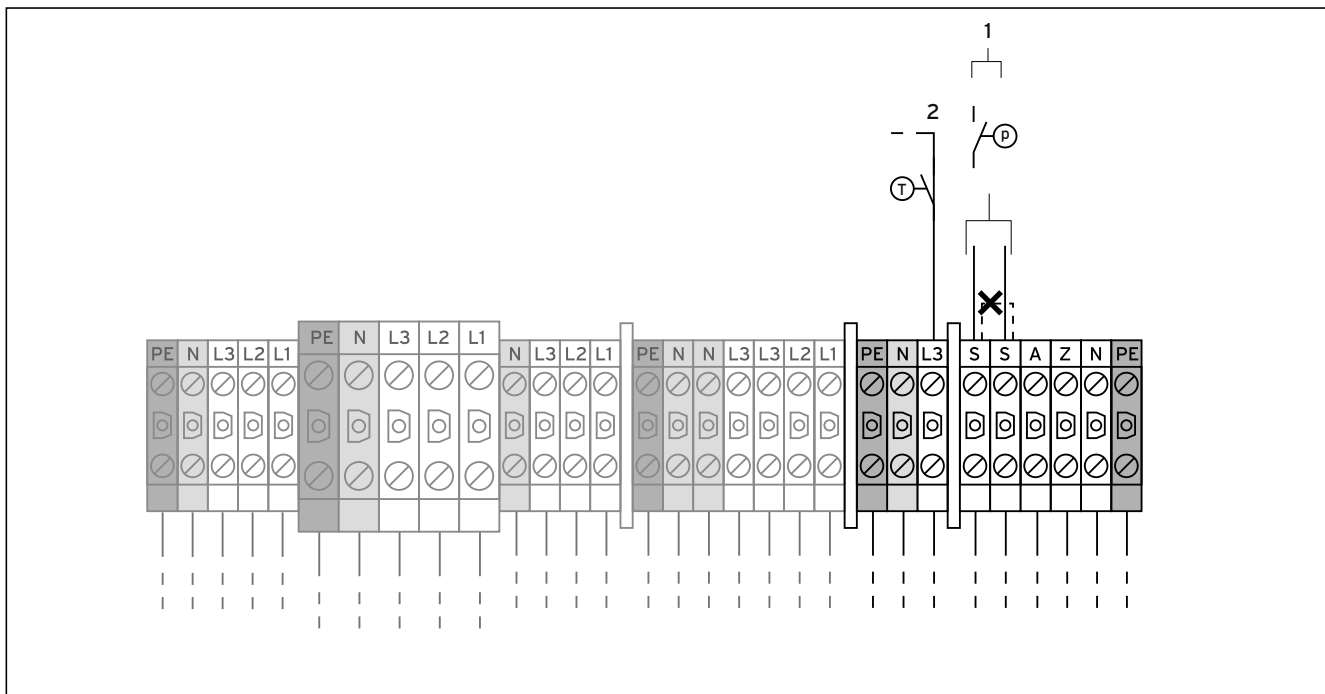 1
2
p
T
PE N L3 L2 L1
PE N L3 L2 L1
N L3 L2 L1
PE N N L3 L3 L2 L1
PE N L3
S S A Z N PE